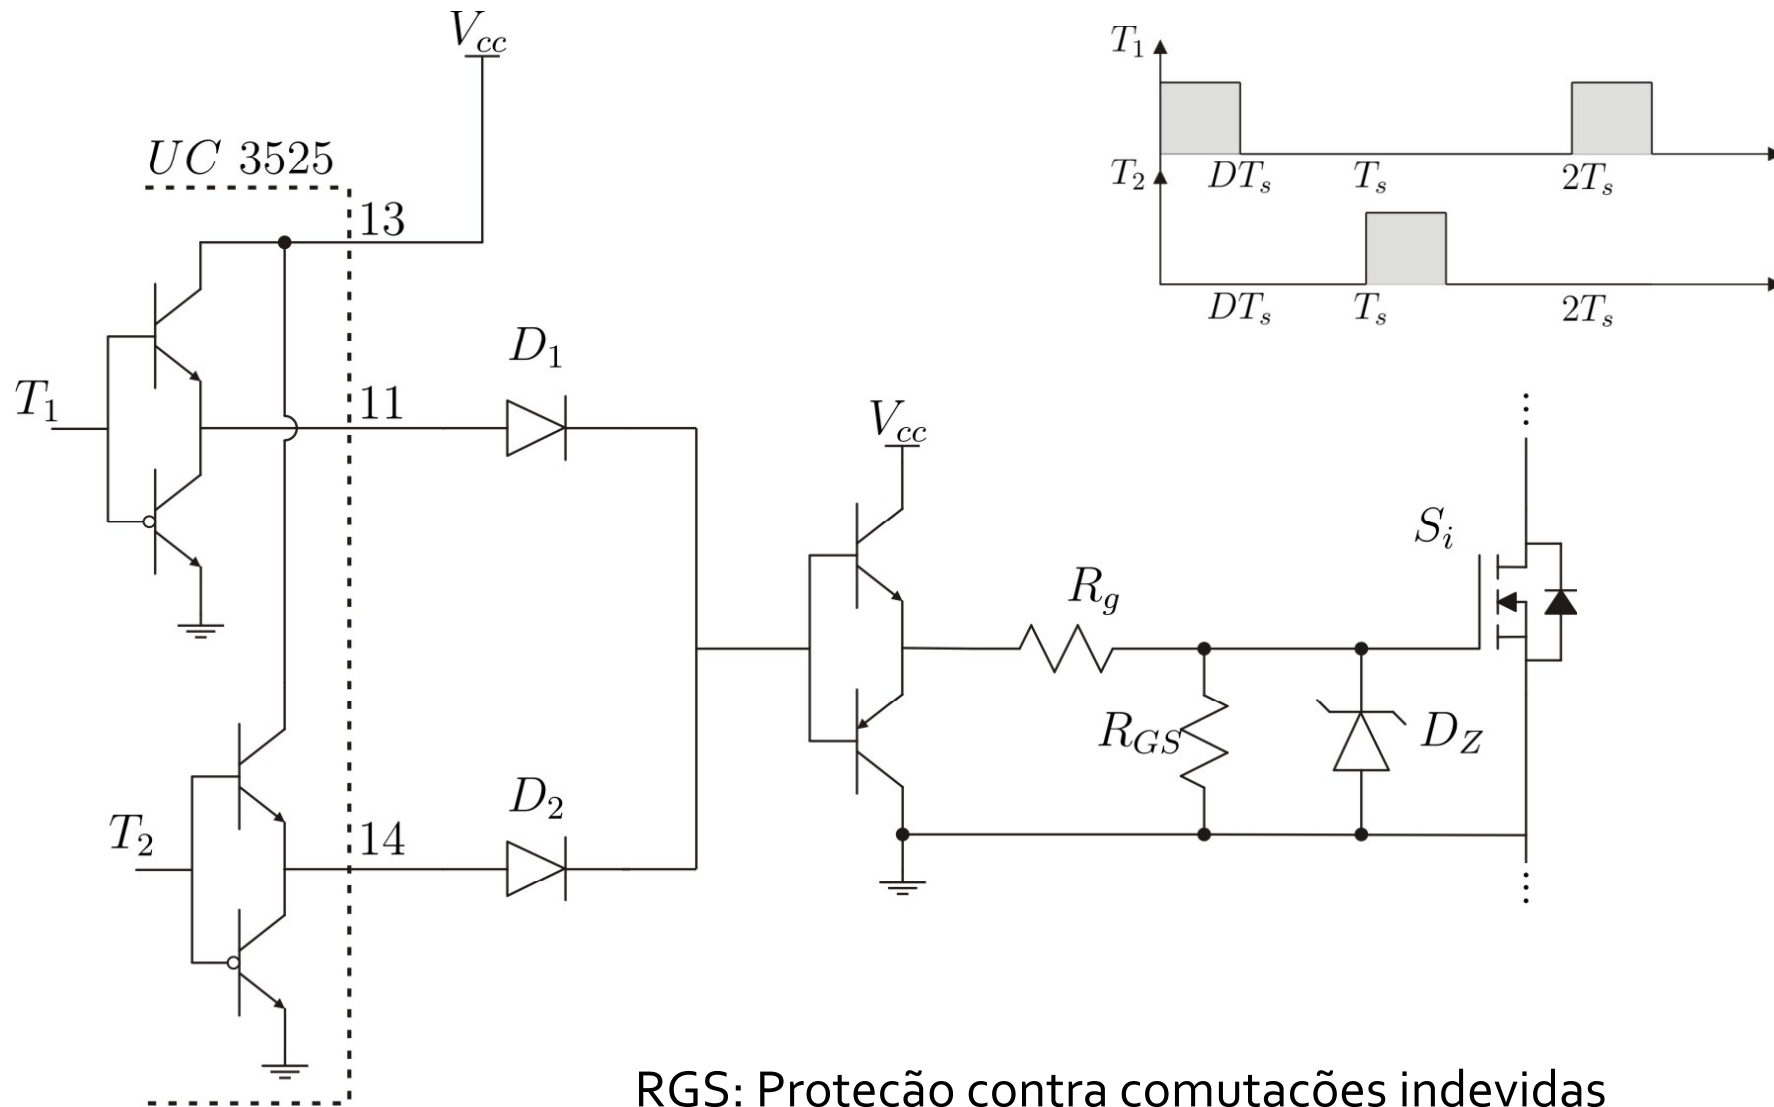 Vcc
T1
UC 3525
T2
DTs
Ts
2Ts
13
D1
DTs
Ts
2Ts
T1
11
Vcc
Si
Rg
RGS
DZ
D2
T2
14
RGS: Protecão contra comutacões indevidas